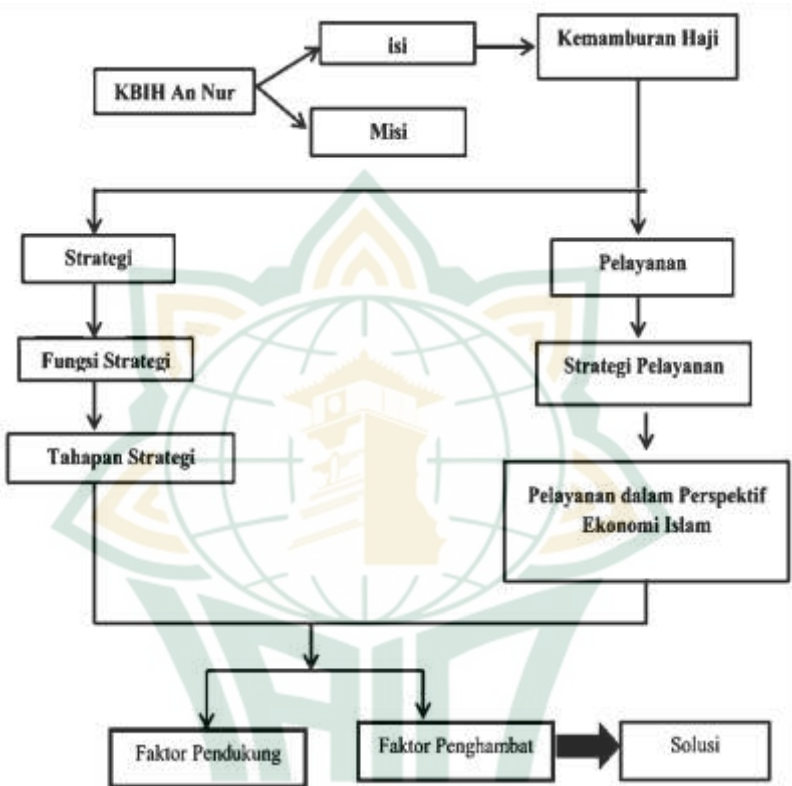 isi
Kemamburan Haji
KBIH An Nur
Misi
Strategi
Pelayanan
Fungsi Strategi
Strategi Pelayanan
Tahapan Strategi
Pelayanan dalam Perspektif
Ekonomi Islam
Faktor Pendukung
Faktor Penghambat
Solusi
IAIN